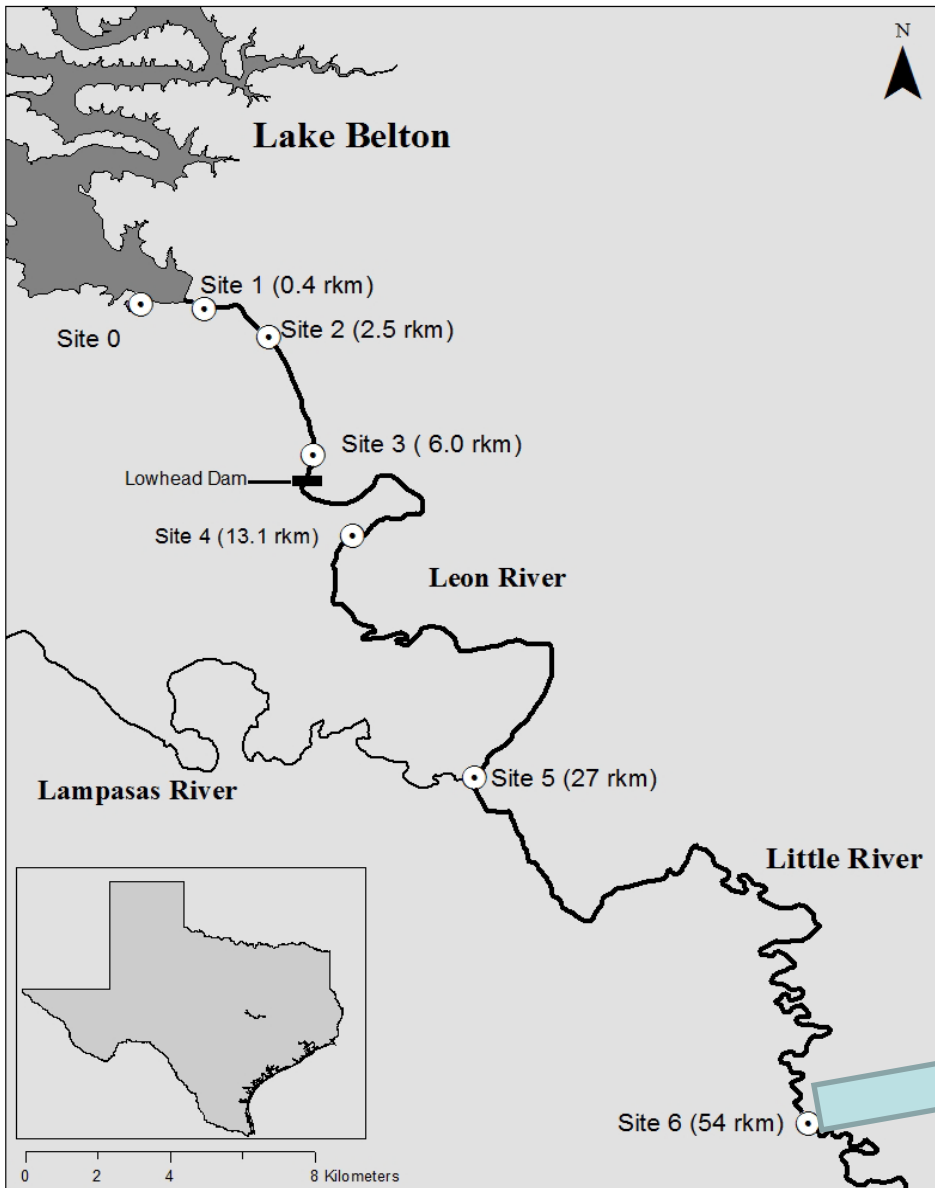 N
Lake Belton
Site 1 (0.4 rkm)
Site 0
Site 2 (2.5 rkm)
Site 3 ( 6.0 rkm)
Lowhead Dam
Site 4 (13.1 rkm)
Leon River
Lampasas River
Site 5 (27 rkm)
Little River
Site 6 (54 rkm)
0 2 4 8 Kilometers